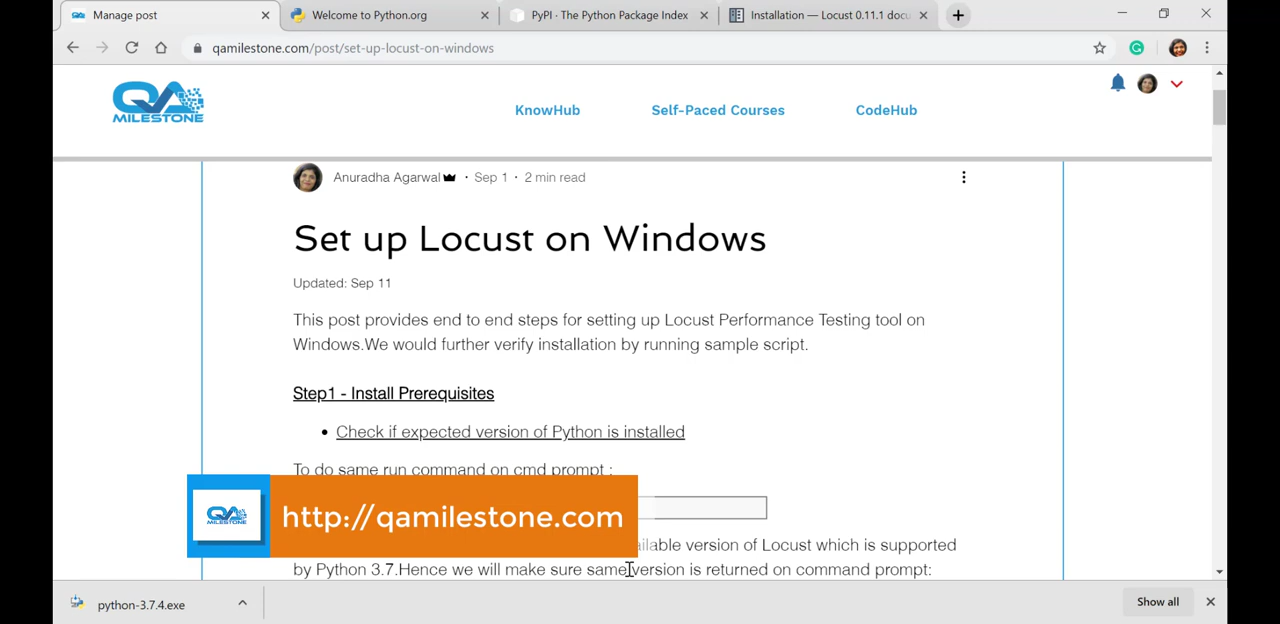 Manage post
Welcome to Python.org
PyPI · The Python Package Index
Installation — Locust 0.11.1 docu
qamilestone.com/post/set-up-locust-on-windows
QA
MILESTONE
KnowHub
Self-Paced Courses
CodeHub
Anuradha Agarwal · Sep 1 · 2 min read
Set up Locust on Windows
Updated: Sep 11
This post provides end to end steps for setting up Locust Performance Testing tool on
Windows.We would further verify installation by running sample script.
Step1 - Install Prerequisites
• Check if expected version of Python is installed
To do same run command on cmd prompt :
QA
MILESTONE
http://qamilestone.com
version of Locust which is supported
by Python 3.7.Hence we will make sure same version is returned on command prompt:
python-3.7.4.exe
Show all